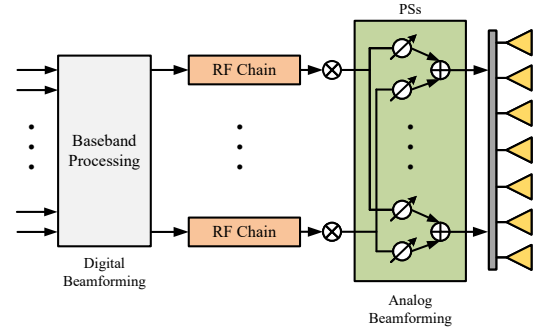 PSs
RF Chain
Baseband
Processing
RF Chain
Digital
Beamforming
Analog
Beamforming